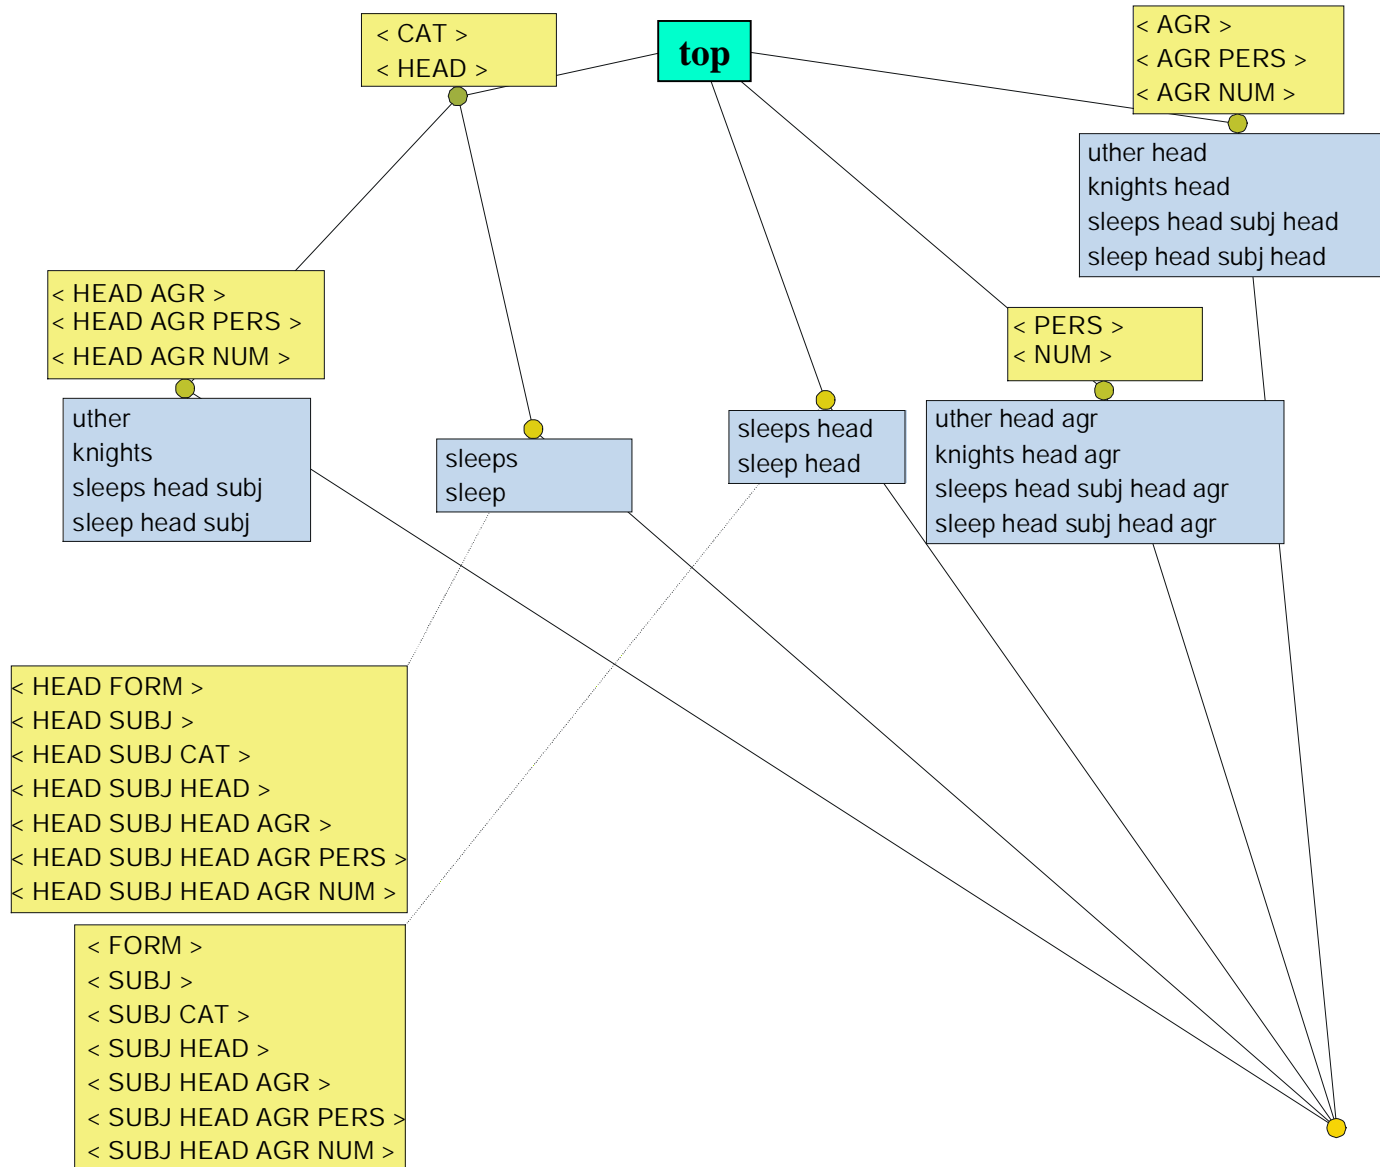 < CAT >
< HEAD >
top
< AGR >
< AGR PERS >
< AGR NUM >
uther head
knights head
sleeps head subj head
sleep head subj head
< HEAD AGR >
< HEAD AGR PERS >
< HEAD AGR NUM >
uther
knights
sleeps head subj
sleep head subj
sleeps
sleep
sleeps head
sleep head
< PERS >
< NUM >
uther head agr
knights head agr
sleeps head subj head agr
sleep head subj head agr
< HEAD FORM >
< HEAD SUBJ >
< HEAD SUBJ CAT >
< HEAD SUBJ HEAD >
< HEAD SUBJ HEAD AGR >
< HEAD SUBJ HEAD AGR PERS >
< HEAD SUBJ HEAD AGR NUM >
< FORM >
< SUBJ >
< SUBJ CAT >
< SUBJ HEAD >
< SUBJ HEAD AGR >
< SUBJ HEAD AGR PERS >
< SUBJ HEAD AGR NUM >